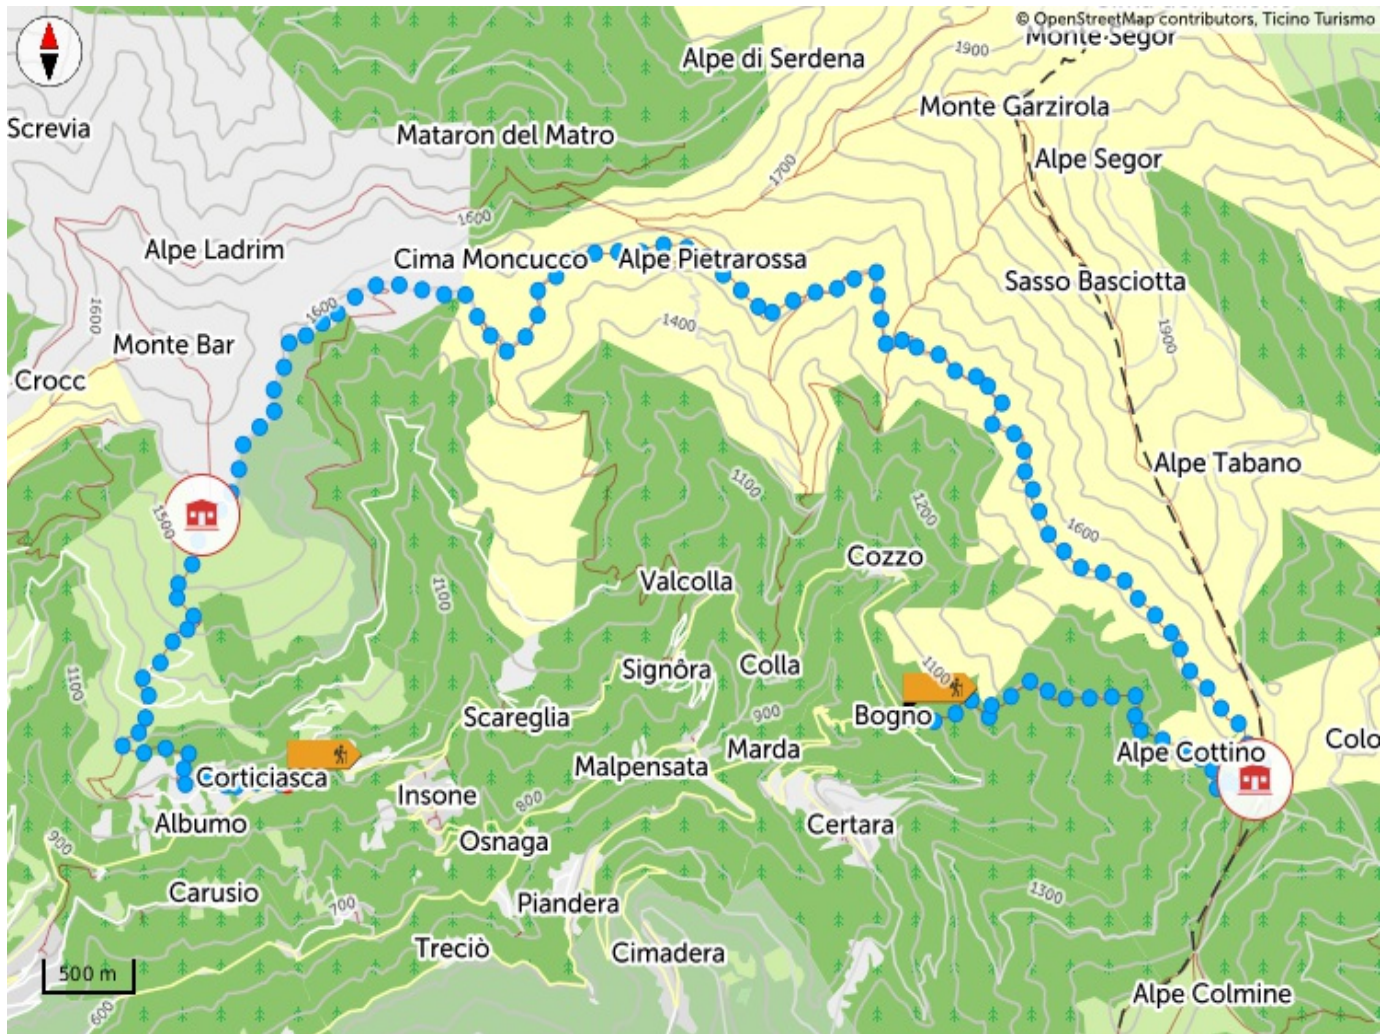 © OpenStreetMap contributors, Ticino Turismo
Monte Segor
Alpe di Serdena
1900
Monte Garzirola
Screvia
Mataron del Matro
Alpe Segor
1700
1600
Alpe Ladrim
Cima Moncucco
Alpe Pietrarossa
Sasso Basciotta
1600
1600
1400
1900
Monte Bar
Crocc
Alpe Tabano
1100
1500
1200
1600
Cozzo
Valcolla
1100
Signôra
Colla
1100
1100
Scareglia
900
Bogno
Marda
Alpe Cottino
Colo
Malpensata
Corticiasca
Insone
800
Albumo
Certara
900
Osnaga
Carusio
700
Piandera
1300
Treciò
Cimadera
500 m
Alpe Colmine
600